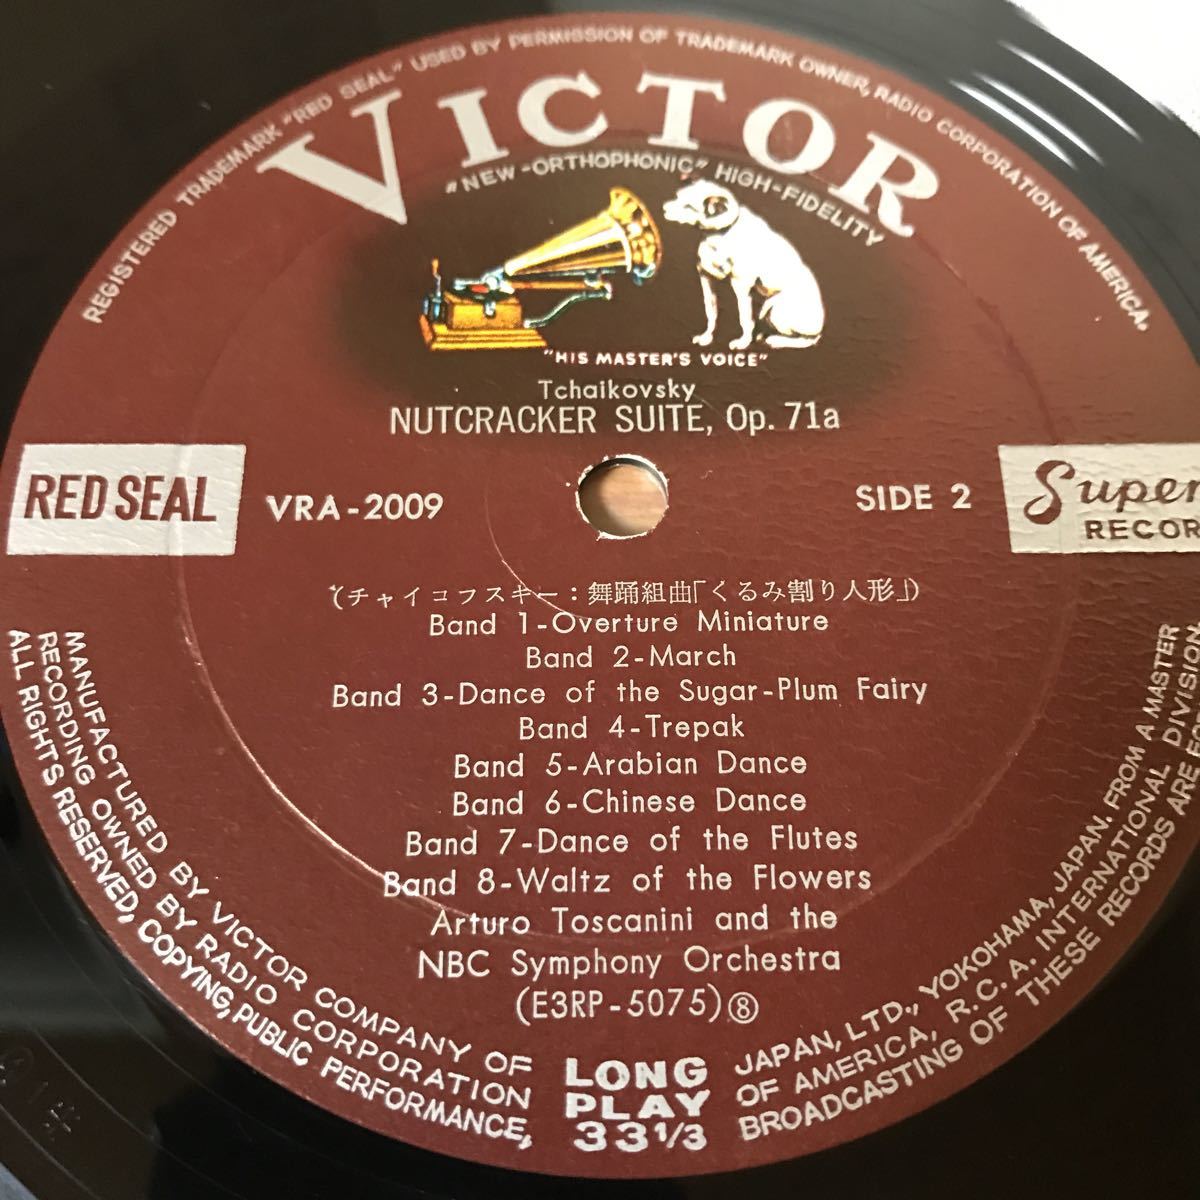 REGISTERED TRADEMARK "RED SEAL" USED BY PERMISSION OF TRADEMARK OWNER, RADIO CORPORATION OF AMERICA.
VICTOR
"NEW-ORTHOPHONIC" HIGH-FIDELITY
"HIS MASTER'S VOICE"
Tchaikovsky
NUTCRACKER SUITE, Op. 71a
RED SEAL
VRA-2009
SIDE 2
Super
RECOR
(チャイコフスキー：舞踊組曲「くるみ割り人形」)
Band 1-Overture Miniature
Band 2-March
Band 3-Dance of the Sugar-Plum Fairy
Band 4-Trepak
Band 5-Arabian Dance
Band 6-Chinese Dance
Band 7-Dance of the Flutes
Band 8-Waltz of the Flowers
Arturo Toscanini and the
NBC Symphony Orchestra
(E3RP-5075)⑧
LONG
PLAY
33 1/3
MANUFACTURED BY VICTOR COMPANY OF JAPAN, LTD., YOKOHAMA, JAPAN. FROM A MASTER
RECORDING OWNED BY RADIO CORPORATION OF AMERICA, R.C.A. INTERNATIONAL DIVISION
ALL RIGHTS RESERVED, COPYING, PUBLIC PERFORMANCE, BROADCASTING OF THESE RECORDS ARE